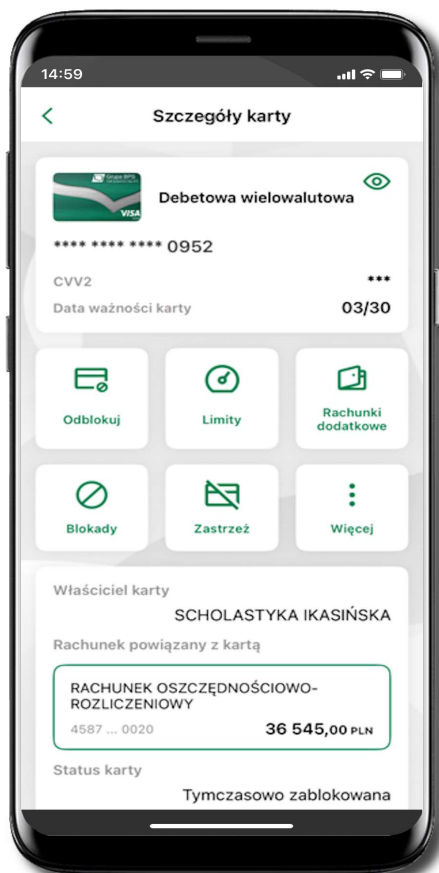 14:59
Szczegóły karty
Grupa BPS
VISA
Debetowa wielowalutowa
**** **** **** 0952
CVV2 ***
Data ważności karty 03/30
Odblokuj
Limity
Rachunki
dodatkowe
Blokady
Zastrzeż
Więcej
Właściciel karty
SCHOLASTYKA IKASIŃSKA
Rachunek powiązany z kartą
RACHUNEK OSZCZĘDNOŚCIOWO-
ROZLICZENIOWY
4587 ... 0020 36 545,00 PLN
Status karty
Tymczasowo zablokowana